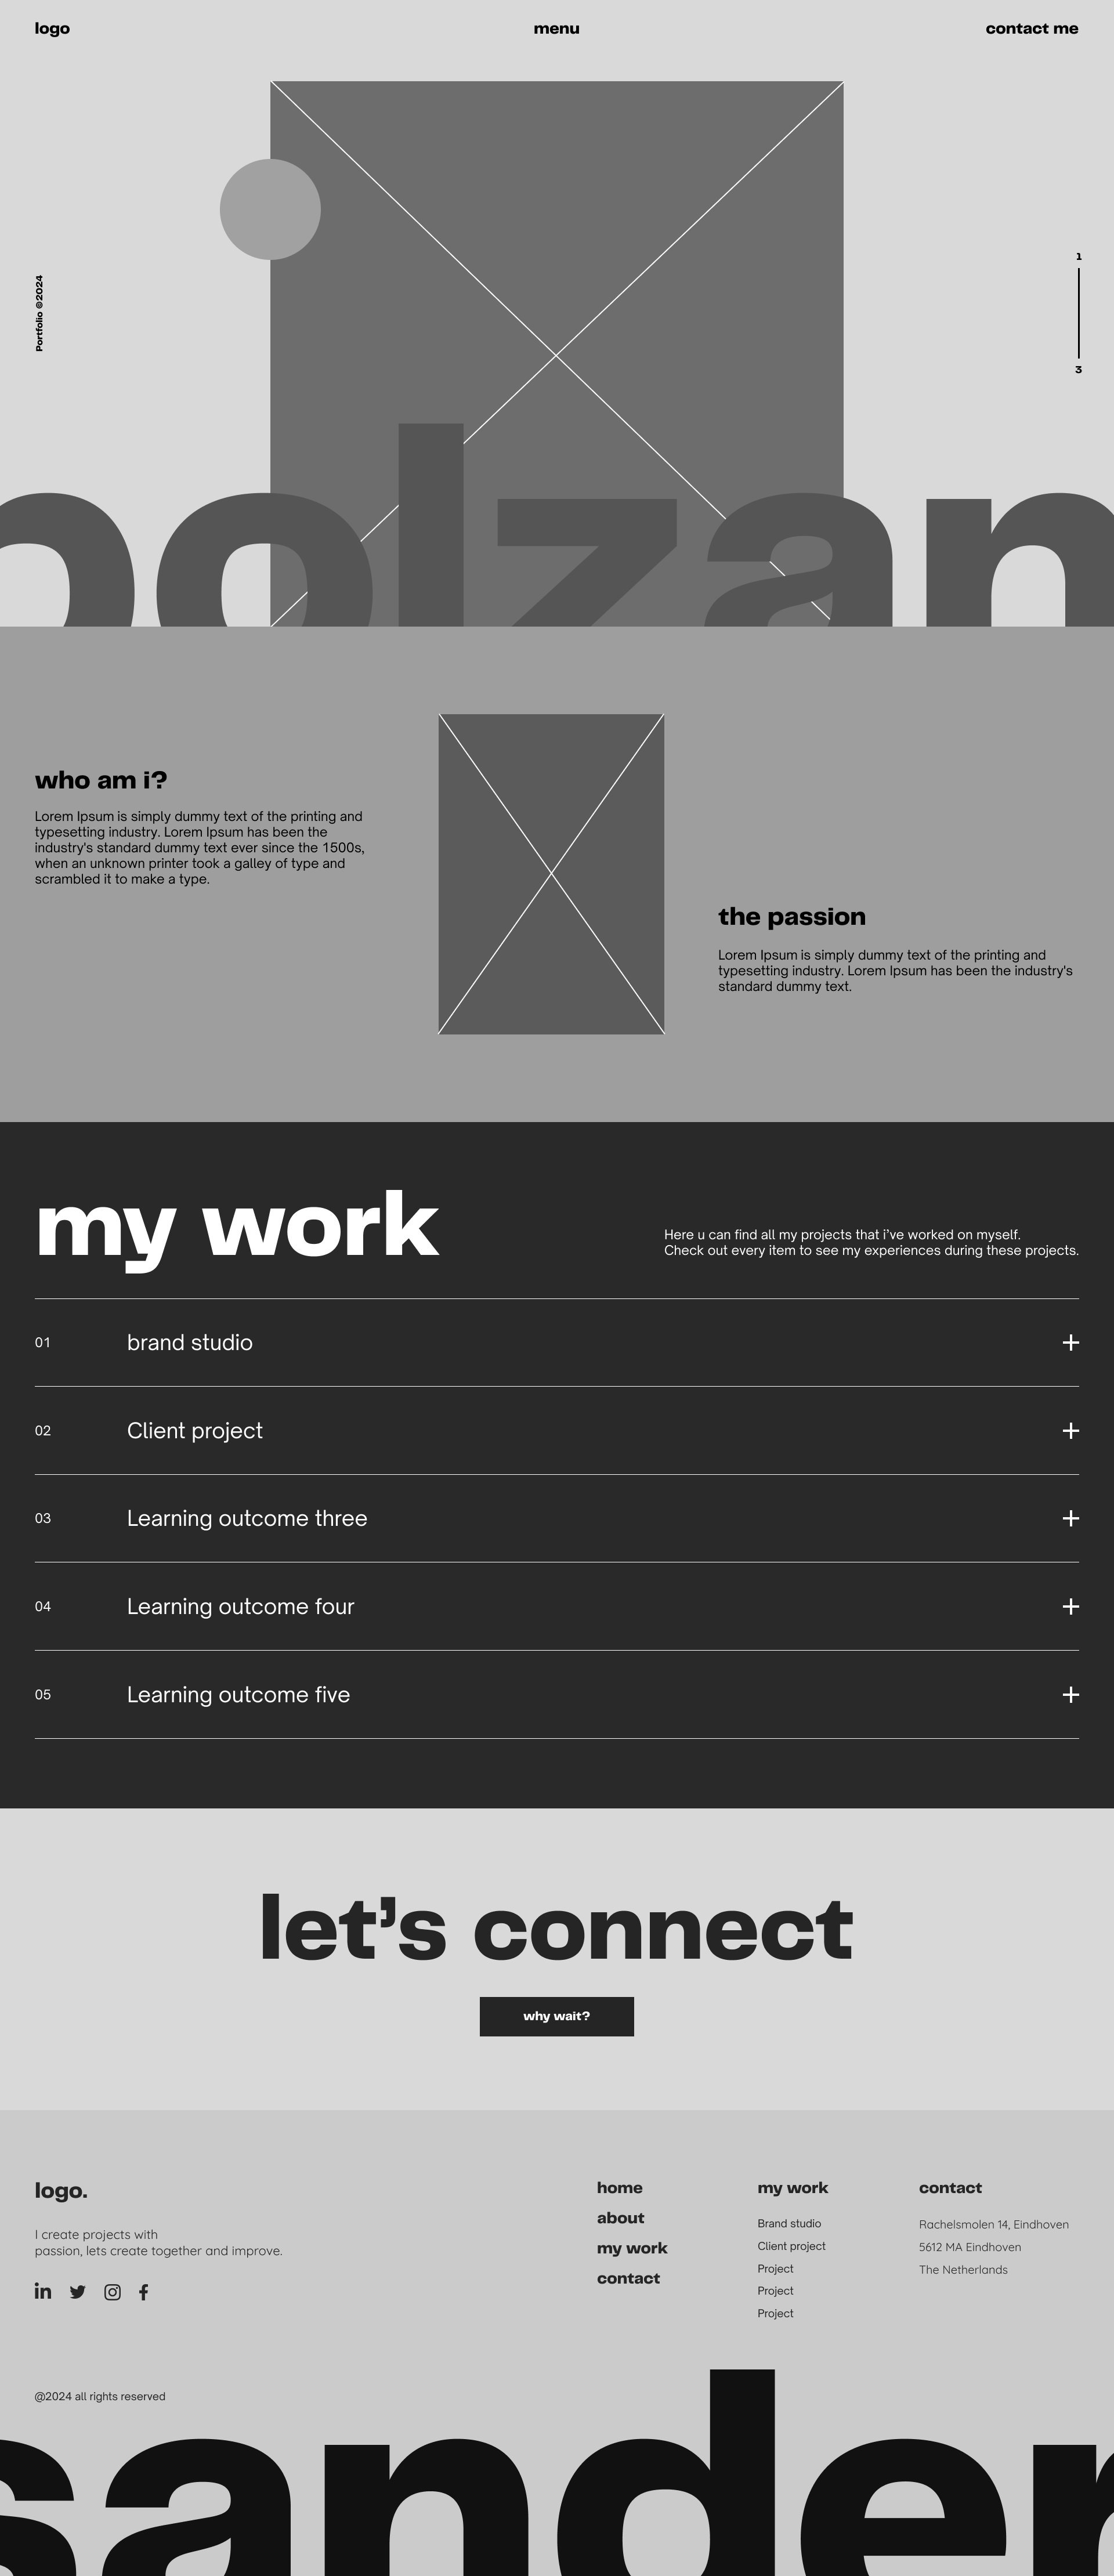 logo
menu
contact me
Portfolio ©2024
1
3
olzan
who am i?
Lorem Ipsum is simply dummy text of the printing and
typesetting industry. Lorem Ipsum has been the
industry's standard dummy text ever since the 1500s,
when an unknown printer took a galley of type and
scrambled it to make a type.
the passion
Lorem Ipsum is simply dummy text of the printing and
typesetting industry. Lorem Ipsum has been the industry's
standard dummy text.
my work
Here u can find all my projects that i’ve worked on myself.
Check out every item to see my experiences during these projects.
01
brand studio
02
Client project
03
Learning outcome three
04
Learning outcome four
05
Learning outcome five
let’s connect
why wait?
logo.
I create projects with
passion, lets create together and improve.
home
about
my work
contact
my work
Brand studio
Client project
Project
Project
Project
contact
Rachelsmolen 14, Eindhoven
5612 MA Eindhoven
The Netherlands
@2024 all rights reserved
sander